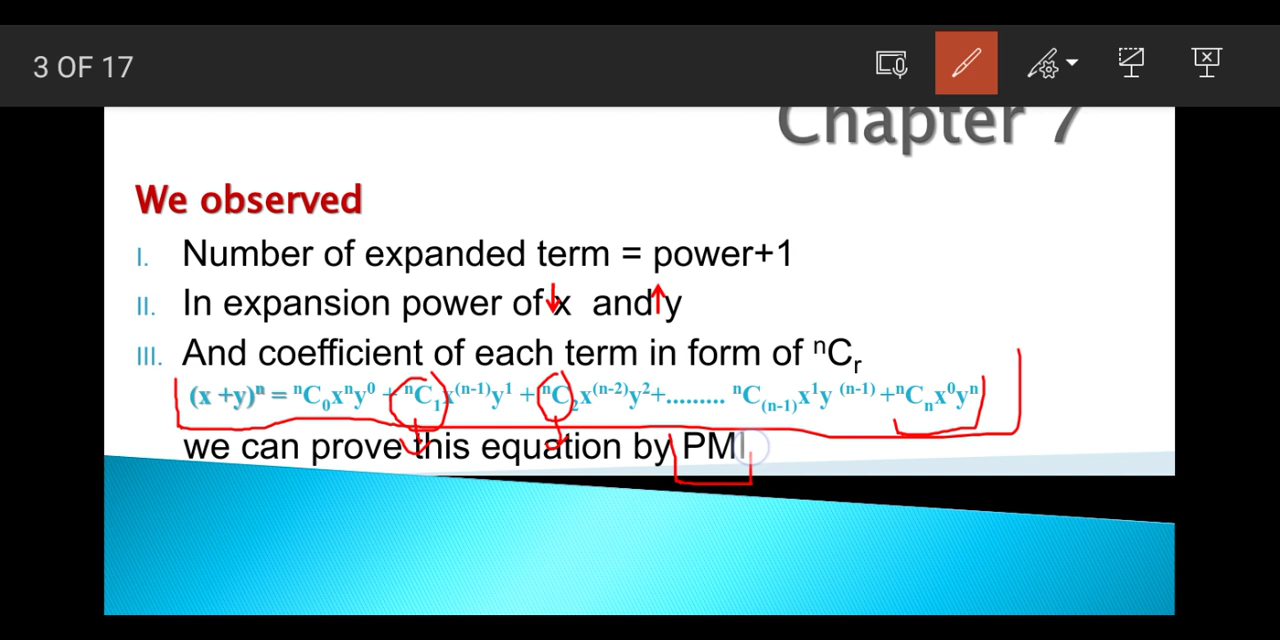 3 OF 17
Chapter 7
We observed
I. Number of expanded term = power+1
II. In expansion power of ↓x and ↑y
III. And coefficient of each term in form of ⁿCᵣ
(x +y)ⁿ = ⁿC₀xⁿy⁰ + ⁿC₁x⁽ⁿ⁻¹⁾y¹ + ⁿC₂x⁽ⁿ⁻²⁾y²+......... ⁿC₍ₙ₋₁₎x¹y ⁽ⁿ⁻¹⁾ +ⁿCₙx⁰yⁿ
we can prove this equation by PMI